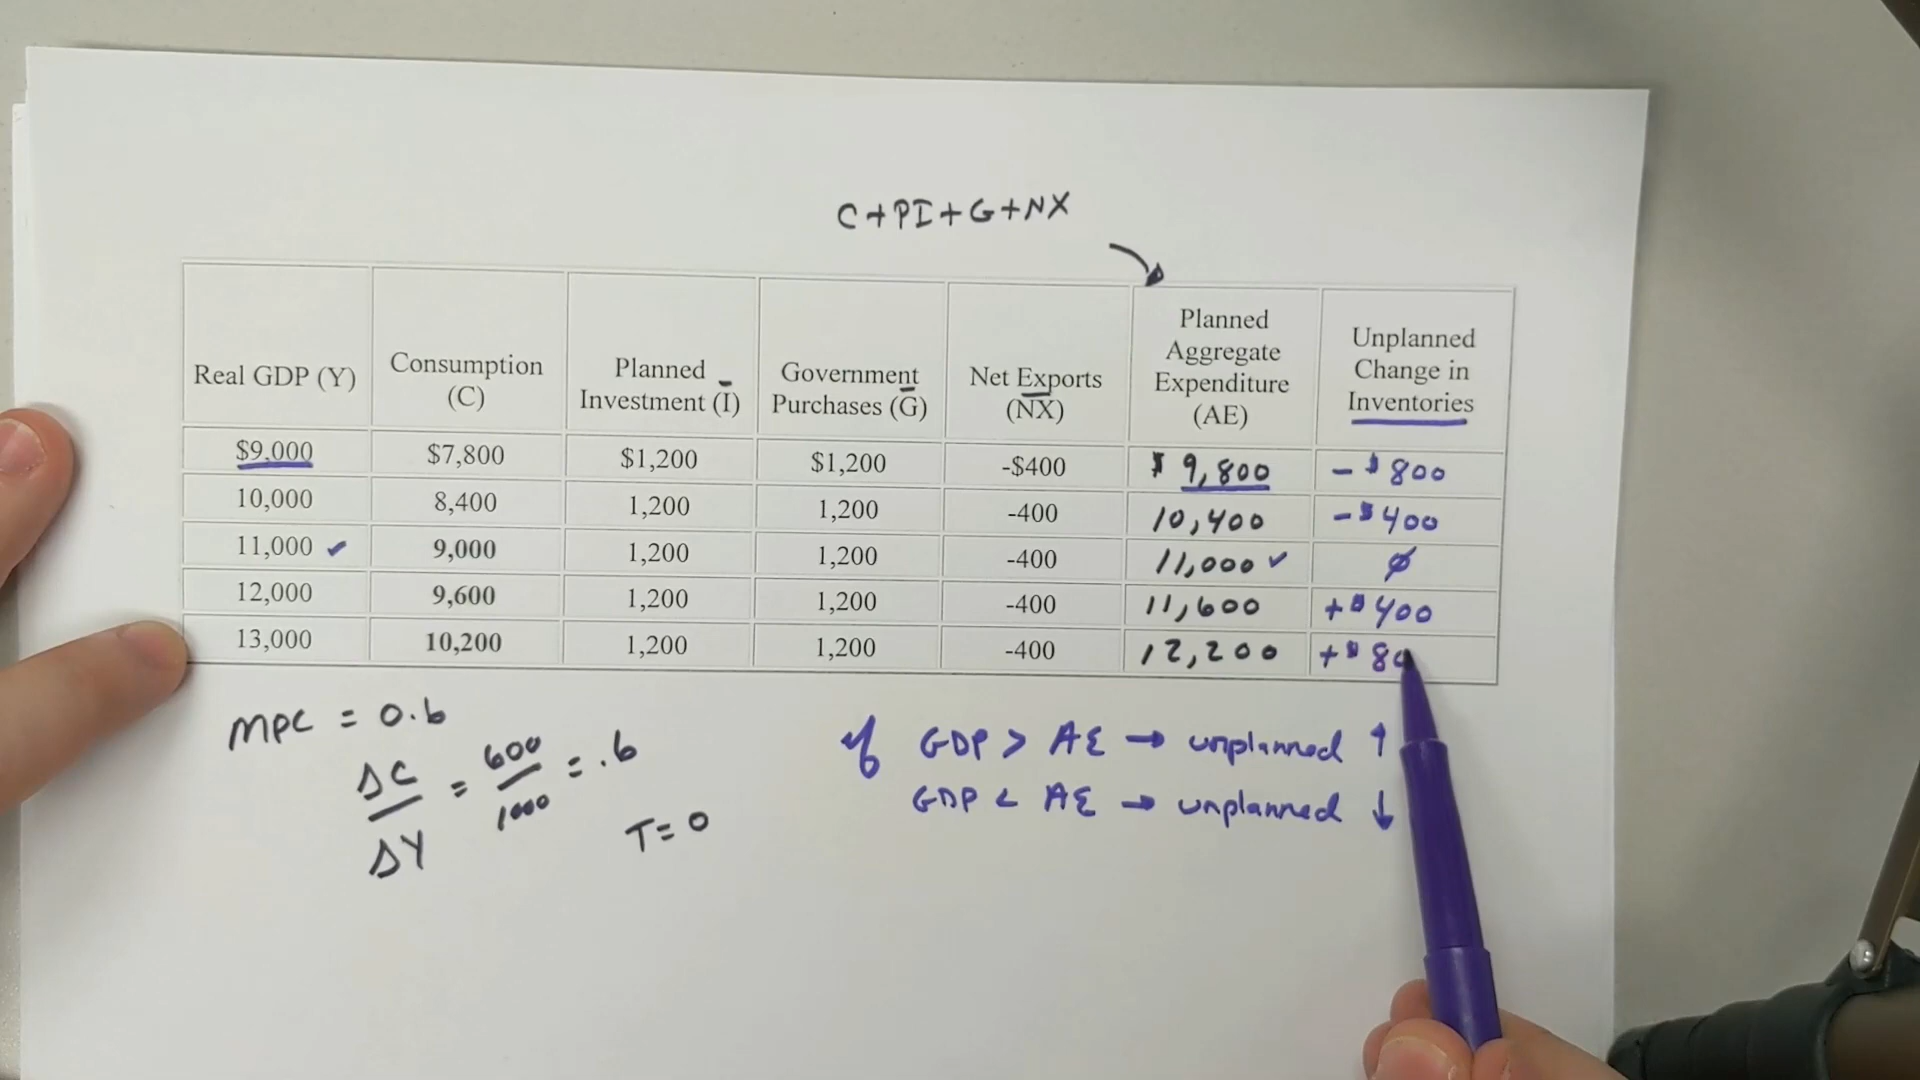 C+PI+G+NX
Real GDP (Y)
Consumption
(C)
Planned
Investment (I)
Government
Purchases (G)
Net Exports
(NX)
Planned
Aggregate
Expenditure
(AE)
Unplanned
Change in
Inventories
$9,000 $7,800 $1,200 $1,200 -$400 $9,800 -$800
10,000 8,400 1,200 1,200 -400 10,400 -$400
11,000 ✓ 9,000 1,200 1,200 -400 11,000 ✓ ∅
12,000 9,600 1,200 1,200 -400 11,600 +$400
13,000 10,200 1,200 1,200 -400 12,200 +$80
MPC = 0.6
ΔC/ΔY = 600/1000 = .6
T=0
if GDP > AE → unplanned ↑
GDP < AE → unplanned ↓